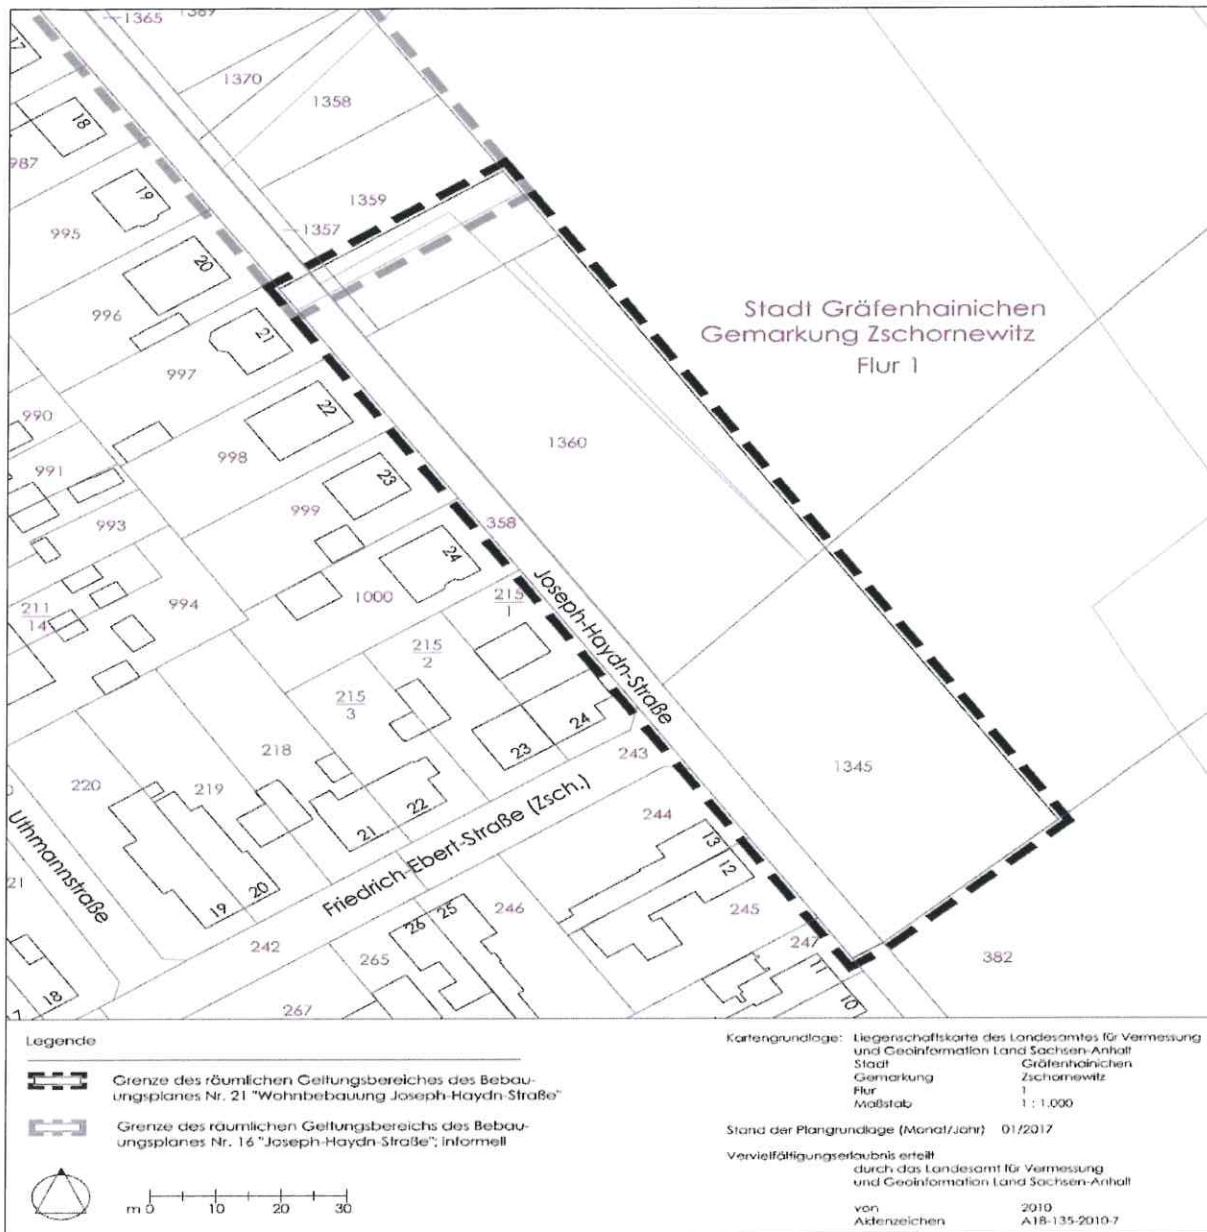 1365
1369
17
1370
1358
18
987
19
1359
995
1357
20
996
Stadt Gräfenhainichen
Gemarkung Zschornewitz
Flur 1
21
997
990
22
1360
998
991
23
999
358
993
24
211
14
994
1000
215
1
Joseph-Haydn-Straße
215
2
215
3
24
23
243
218
1345
220
219
22
21
244
Friedrich-Ebert-Straße (Zsch.)
13
12
Uthmannstraße
21
20
19
25
26
246
245
242
265
247
382
11
10
18
267
Legende
Grenze des räumlichen Geltungsbereiches des Bebau-
ungsplanes Nr. 21 "Wohnbebauung Joseph-Haydn-Straße"
Grenze des räumlichen Geltungsbereichs des Bebau-
ungsplanes Nr. 16 "Joseph-Haydn-Straße"; informell
m 0 10 20 30
Kartengrundlage: Liegenschaftskarte des Landesamtes für Vermessung
und Geoinformation Land Sachsen-Anhalt
Stadt Gräfenhainichen
Gemarkung Zschornewitz
Flur 1
Maßstab 1 : 1.000
Stand der Plangrundlage (Monat/Jahr) 01/2017
Vervielfältigungserlaubnis erteilt
durch das Landesamt für Vermessung
und Geoinformation Land Sachsen-Anhalt
von 2010
Aktenzeichen A18-135-2010-7